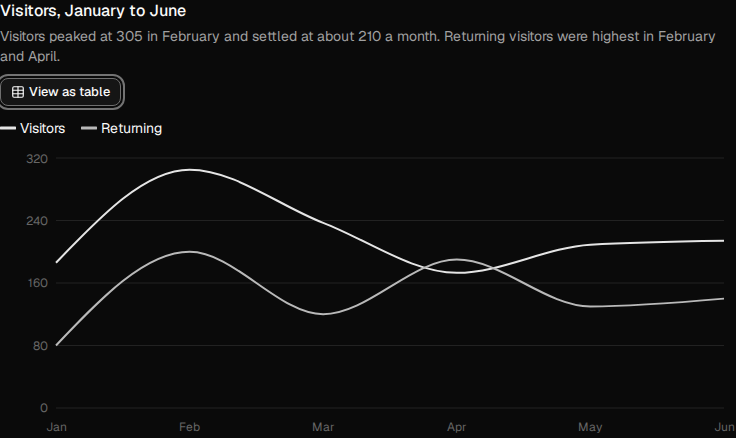 Visitors, January to June
Visitors peaked at 305 in February and settled at about 210 a month. Returning visitors were highest in February
and April.
View as table
Visitors Returning
320
240
160
80
0
Jan Feb Mar Apr May Jun